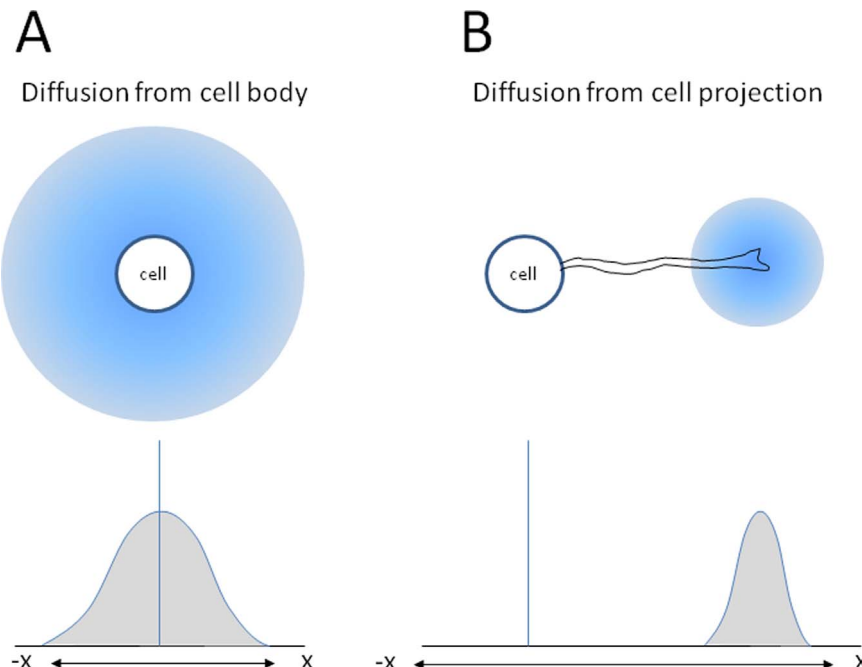 A
Diffusion from cell body
cell
-X X
B
Diffusion from cell projection
cell
-X X